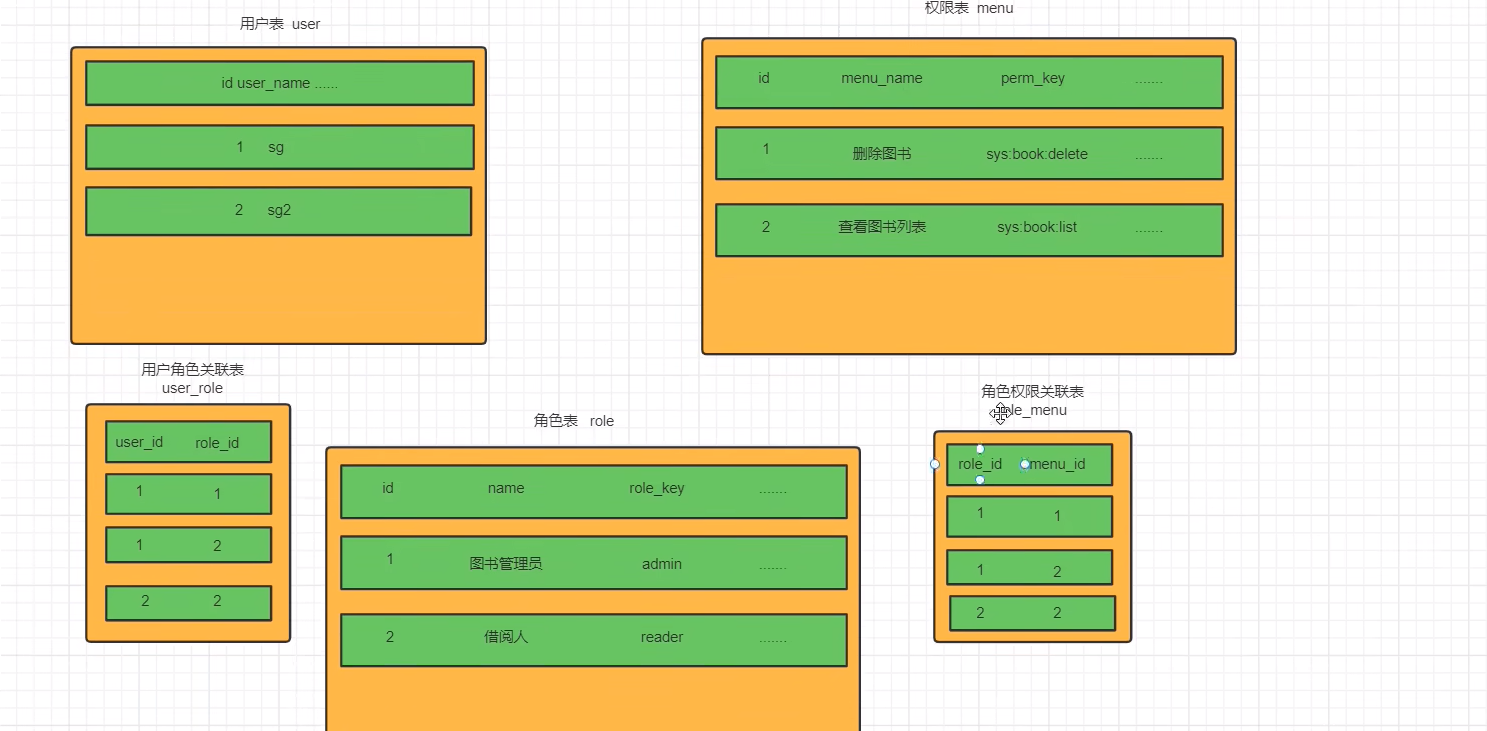 用户表 user
id user_name ......
1 sg
2 sg2
权限表 menu
id menu_name perm_key .......
1 删除图书 sys:book:delete .......
2 查看图书列表 sys:book:list .......
用户角色关联表
user_role
user_id role_id
1 1
1 2
2 2
角色表 role
id name role_key .......
1 图书管理员 admin .......
2 借阅人 reader .......
角色权限关联表
role_id menu_id
1 1
1 2
2 2